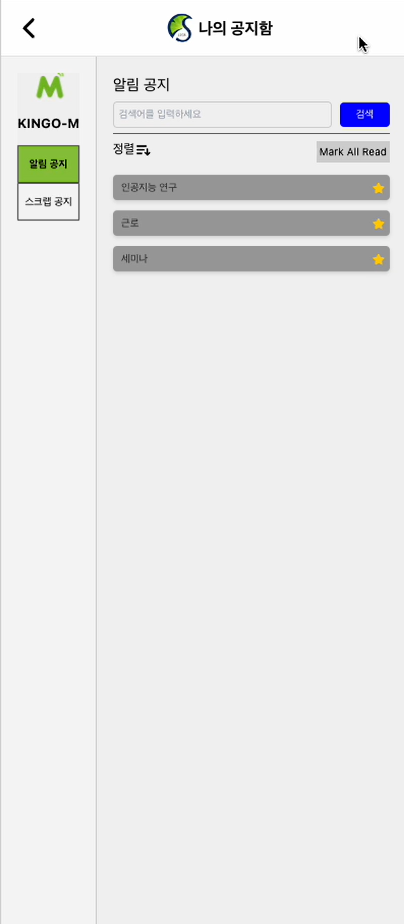 나의 공지함
KINGO-M
알림 공지
스크랩 공지
알림 공지
검색어를 입력하세요
검색
정렬
Mark All Read
인공지능 연구
근로
세미나